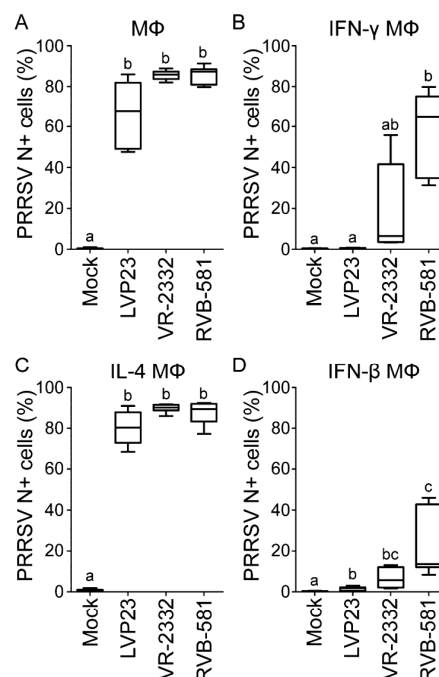 A
MΦ
PRRSV N+ cells (%)
100
80
60
40
20
0
a
b
b
b
Mock
LVP23
VR-2332
RVB-581
B
IFN-γ MΦ
PRRSV N+ cells (%)
100
80
60
40
20
0
a
a
ab
b
Mock
LVP23
VR-2332
RVB-581
C
IL-4 MΦ
PRRSV N+ cells (%)
100
80
60
40
20
0
a
b
b
b
Mock
LVP23
VR-2332
RVB-581
D
IFN-β MΦ
PRRSV N+ cells (%)
100
80
60
40
20
0
a
b
bc
c
Mock
LVP23
VR-2332
RVB-581